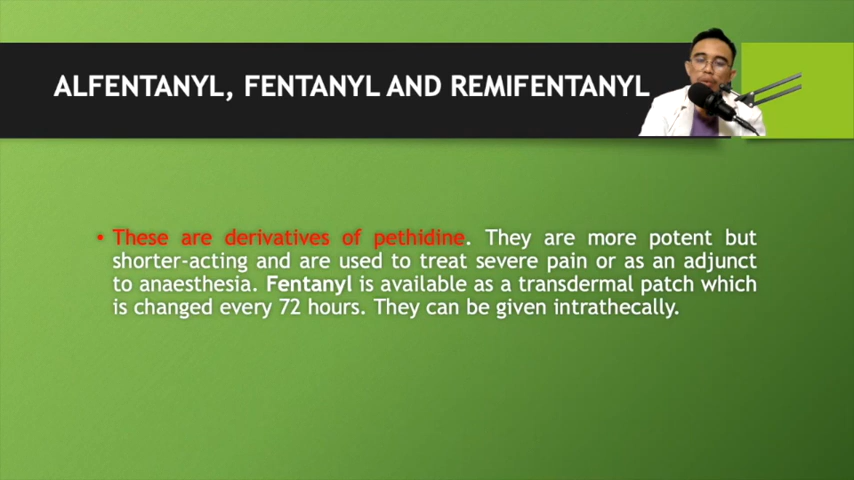 ALFENTANYL, FENTANYL AND REMIFENTANYL
• These are derivatives of pethidine. They are more potent but
shorter-acting and are used to treat severe pain or as an adjunct
to anaesthesia. Fentanyl is available as a transdermal patch which
is changed every 72 hours. They can be given intrathecally.